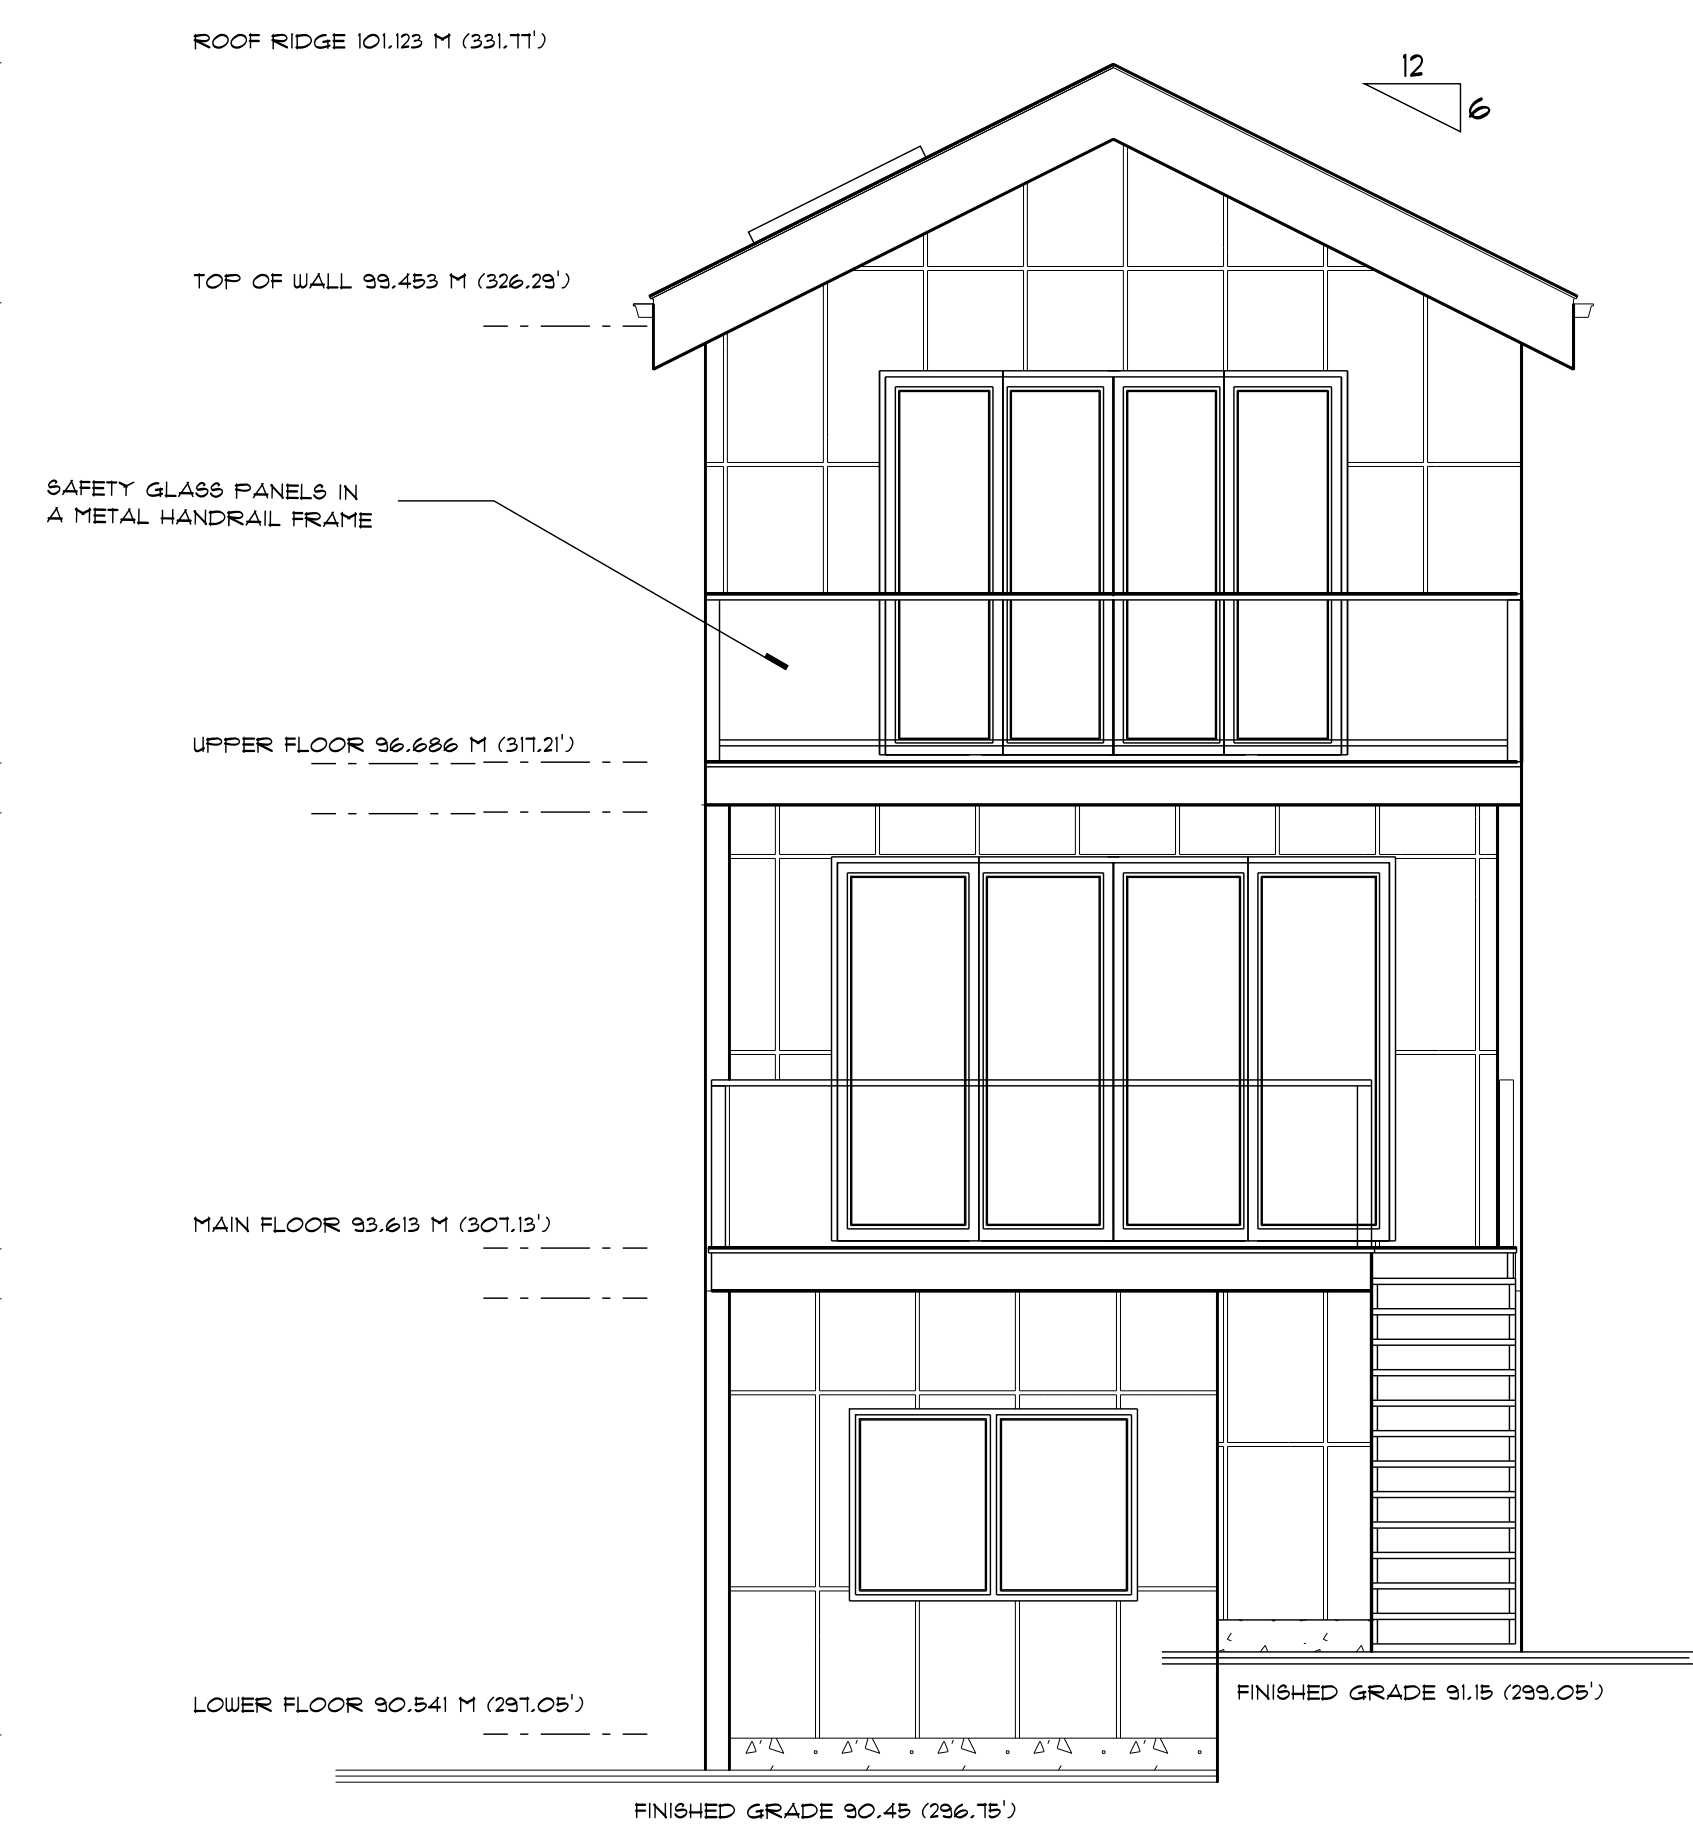 ROOF RIDGE 101.123 M (331.77')
12
6
TOP OF WALL 99.453 M (326.29')
SAFETY GLASS PANELS IN
A METAL HANDRAIL FRAME
UPPER FLOOR 96.686 M (317.21')
MAIN FLOOR 93.613 M (307.13')
FINISHED GRADE 91.15 (299.05')
LOWER FLOOR 90.541 M (297.05')
FINISHED GRADE 90.45 (296.75')